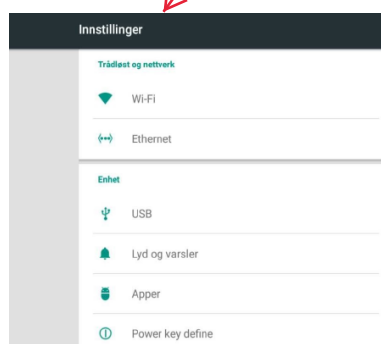 Innstillinger
Trådløst og nettverk
Wi-Fi
Ethernet
Enhet
USB
Lyd og varsler
Apper
Power key define